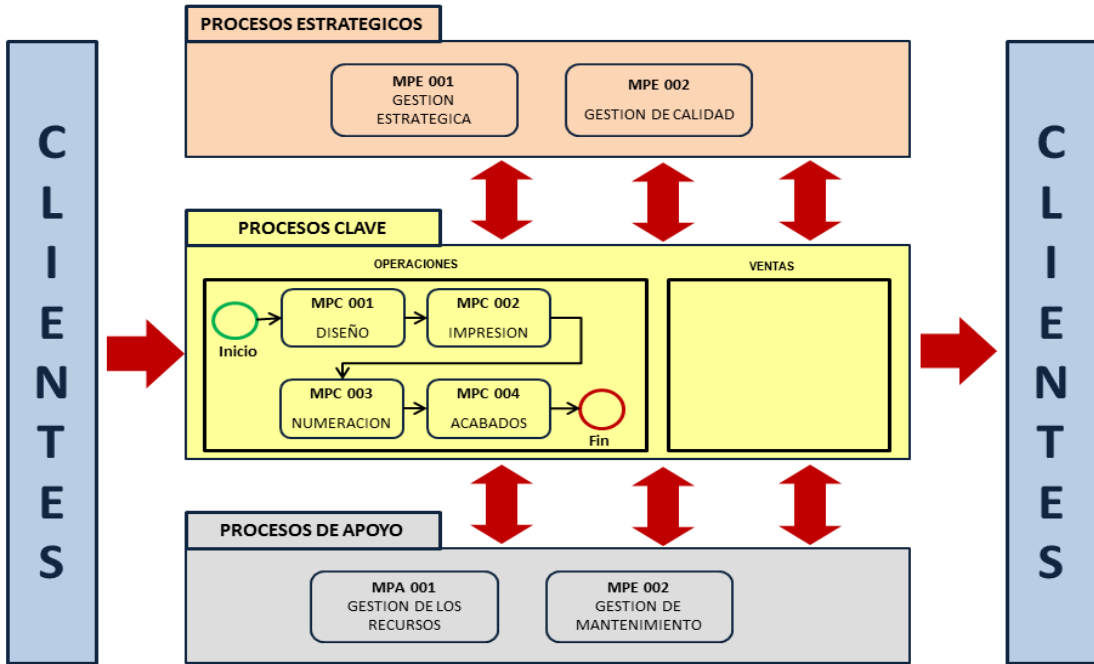 PROCESOS ESTRATEGICOS
MPE 001
GESTION
ESTRATEGICA
MPE 002
GESTION DE CALIDAD
CLIENTES
PROCESOS CLAVE
OPERACIONES
VENTAS
Inicio
MPC 001
DISEÑO
MPC 002
IMPRESION
MPC 003
NUMERACION
MPC 004
ACABADOS
Fin
PROCESOS DE APOYO
MPA 001
GESTION DE LOS
RECURSOS
MPE 002
GESTION DE
MANTENIMIENTO
CLIENTES